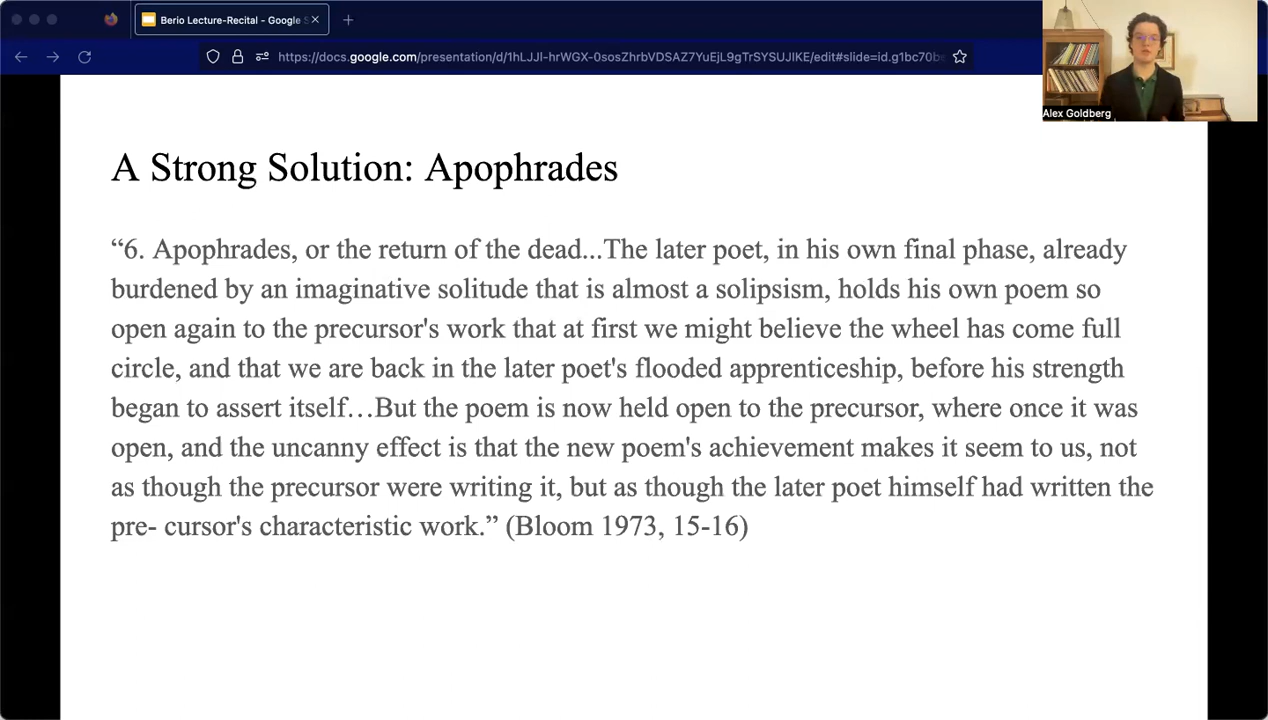 Berio Lecture-Recital - Google S
https://docs.google.com/presentation/d/1hLJJl-hrWGX-0sosZhrbVDSAZ7YuEjL9gTrSYSUJIKE/edit#slide=id.g1bc70b
Alex Goldberg
A Strong Solution: Apophrades
“6. Apophrades, or the return of the dead...The later poet, in his own final phase, already
burdened by an imaginative solitude that is almost a solipsism, holds his own poem so
open again to the precursor's work that at first we might believe the wheel has come full
circle, and that we are back in the later poet's flooded apprenticeship, before his strength
began to assert itself…But the poem is now held open to the precursor, where once it was
open, and the uncanny effect is that the new poem's achievement makes it seem to us, not
as though the precursor were writing it, but as though the later poet himself had written the
pre- cursor's characteristic work.” (Bloom 1973, 15-16)